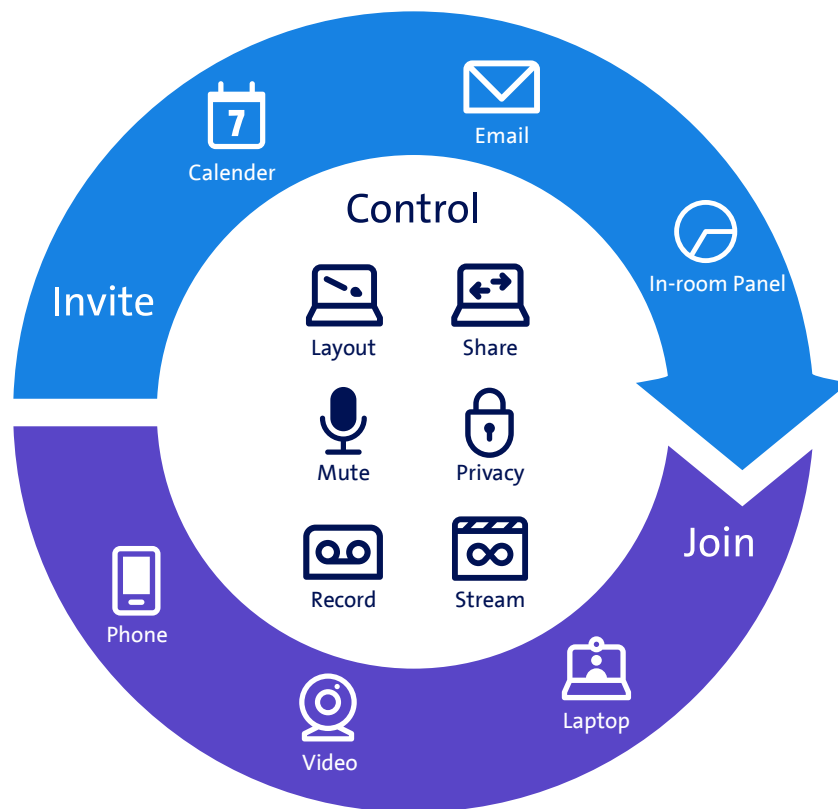 Invite
7
Calender
Email
In-room Panel
Control
Layout
Share
Mute
Privacy
Record
Stream
Join
Laptop
Video
Phone